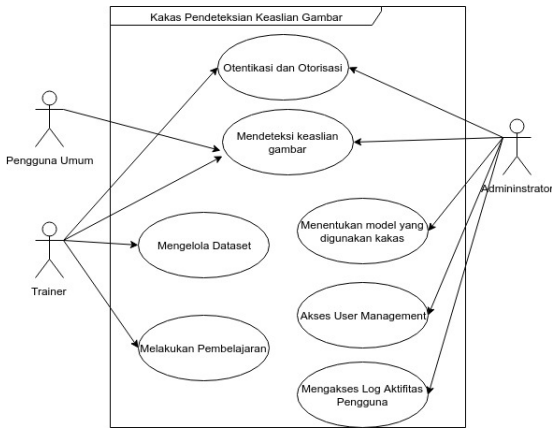 Kakas Pendeteksian Keaslian Gambar
Otentikasi dan Otorisasi
Mendeteksi keaslian
gambar
Pengguna Umum
Admininstrator
Menentukan model yang
digunakan kakas
Mengelola Dataset
Trainer
Akses User Management
Melakukan Pembelajaran
Mengakses Log Aktifitas
Pengguna